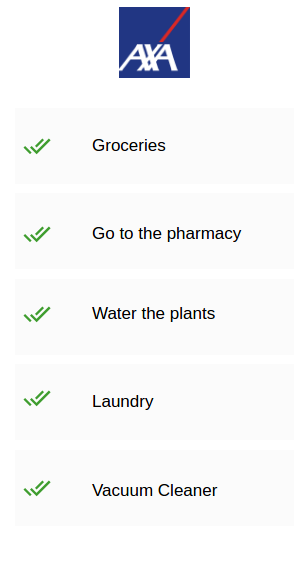 AXA
Groceries
Go to the pharmacy
Water the plants
Laundry
Vacuum Cleaner